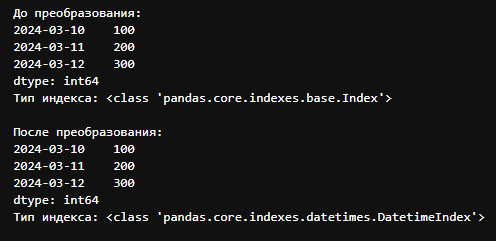 До преобразования:
2024-03-10    100
2024-03-11    200
2024-03-12    300
dtype: int64
Тип индекса: <class 'pandas.core.indexes.base.Index'>

После преобразования:
2024-03-10    100
2024-03-11    200
2024-03-12    300
dtype: int64
Тип индекса: <class 'pandas.core.indexes.datetimes.DatetimeIndex'>